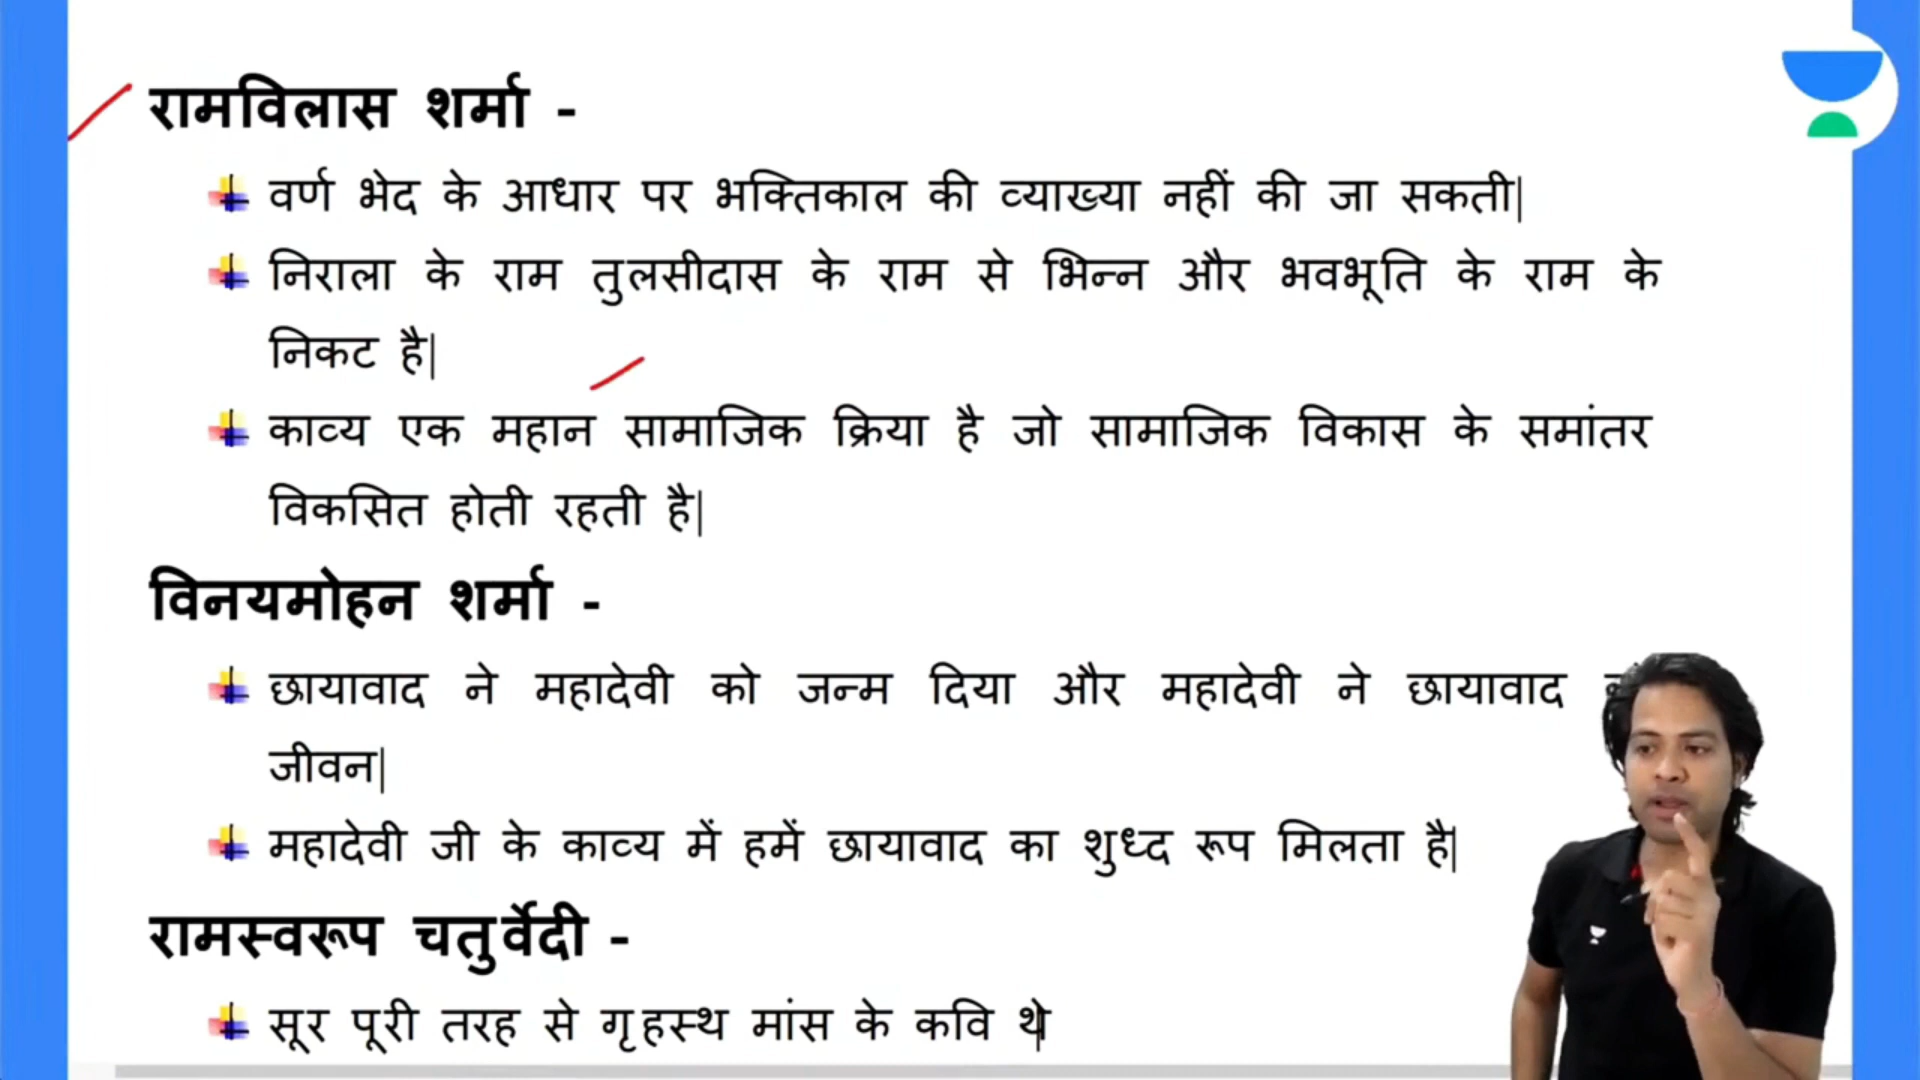 रामविलास शर्मा -
वर्ण भेद के आधार पर भक्तिकाल की व्याख्या नहीं की जा सकती|
निराला के राम तुलसीदास के राम से भिन्न और भवभूति के राम के
निकट है|
काव्य एक महान सामाजिक क्रिया है जो सामाजिक विकास के समांतर
विकसित होती रहती है|
विनयमोहन शर्मा -
छायावाद ने महादेवी को जन्म दिया और महादेवी ने छायावाद
जीवन|
महादेवी जी के काव्य में हमें छायावाद का शुध्द रूप मिलता है|
रामस्वरूप चतुर्वेदी -
सूर पूरी तरह से गृहस्थ मांस के कवि थे|